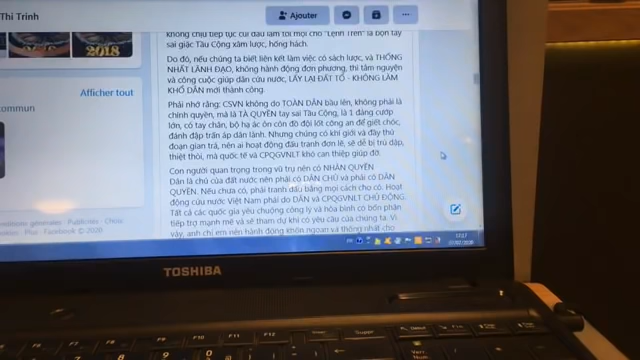 Thi Trinh
Ajouter
không chịu tiếp tục cúi đầu làm tôi mọi cho "Lệnh Trên" là bọn tay
sai giặc Tàu Cộng xâm lược, hống hách.
Do đó, nếu chúng ta biết liên kết làm việc có sách lược, và THỐNG
NHẤT LÃNH ĐẠO, không hành động đơn phương, thì tâm nguyện
và công cuộc giúp dân cứu nước, LẤY LẠI ĐẤT TỔ - KHÔNG LÀM
KHỔ DÂN mới thành công.
Phải nhớ rằng: CSVN không do TOÀN DÂN bầu lên, không phải là
chính quyền, mà là TÀ QUYỀN tay sai Tàu Cộng, là 1 đảng cướp
lớn, có tay chân, bộ hạ ác ôn côn đồ đội lốt công an để giết chóc,
đánh đập trấn áp dân lành. Nhưng chúng có khí giới và đầy thủ
đoạn gian trá, nên ai hoạt động đấu tranh đơn lẻ, sẽ dễ bị trù dập,
thiệt thòi, mà quốc tế và CPQGVNLT khó can thiệp giúp đỡ.
Con người quan trọng trong vũ trụ nên có NHÂN QUYỀN
Dân là chủ của đất nước nên phải có DÂN CHỦ và phải có DÂN
QUYỀN. Nếu chưa có, phải tranh đấu bằng mọi cách cho có. Hoạt
động cứu nước Việt Nam phải do DÂN và CPQGVNLT CHỦ ĐỘNG.
Tất cả các quốc gia yêu chuộng công lý và hòa bình có bổn phận
tiếp trợ mạnh mẽ và sẽ tham dự khi có yêu cầu của chúng ta. Vì
vậy, anh chị em nên hành động khôn ngoan và thống nhất cho
2018
Afficher tout
commun
générales · Publicités · Choix
Plus · Facebook © 2020
FR
17:27
TOSHIBA
F9
F10
F11
F12